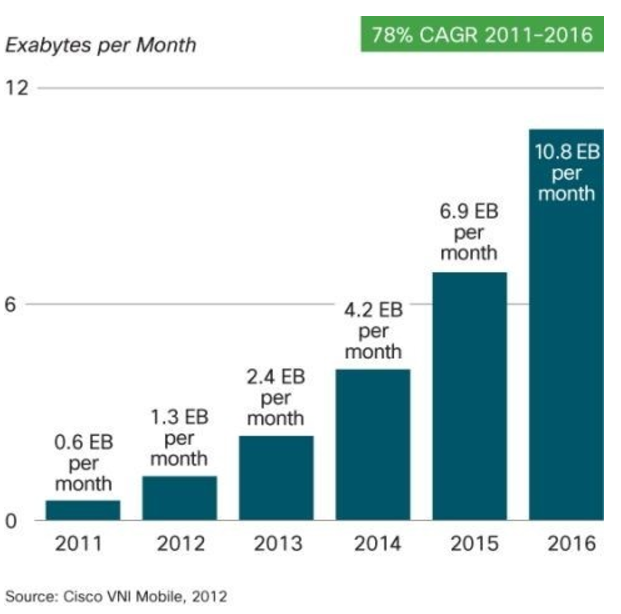 Exabytes per Month
78% CAGR 2011–2016
12
10.8 EB
per
month
6.9 EB
per
month
6
4.2 EB
per
month
2.4 EB
per
month
1.3 EB
per
month
0.6 EB
per
month
0
2011
2012
2013
2014
2015
2016
Source: Cisco VNI Mobile, 2012